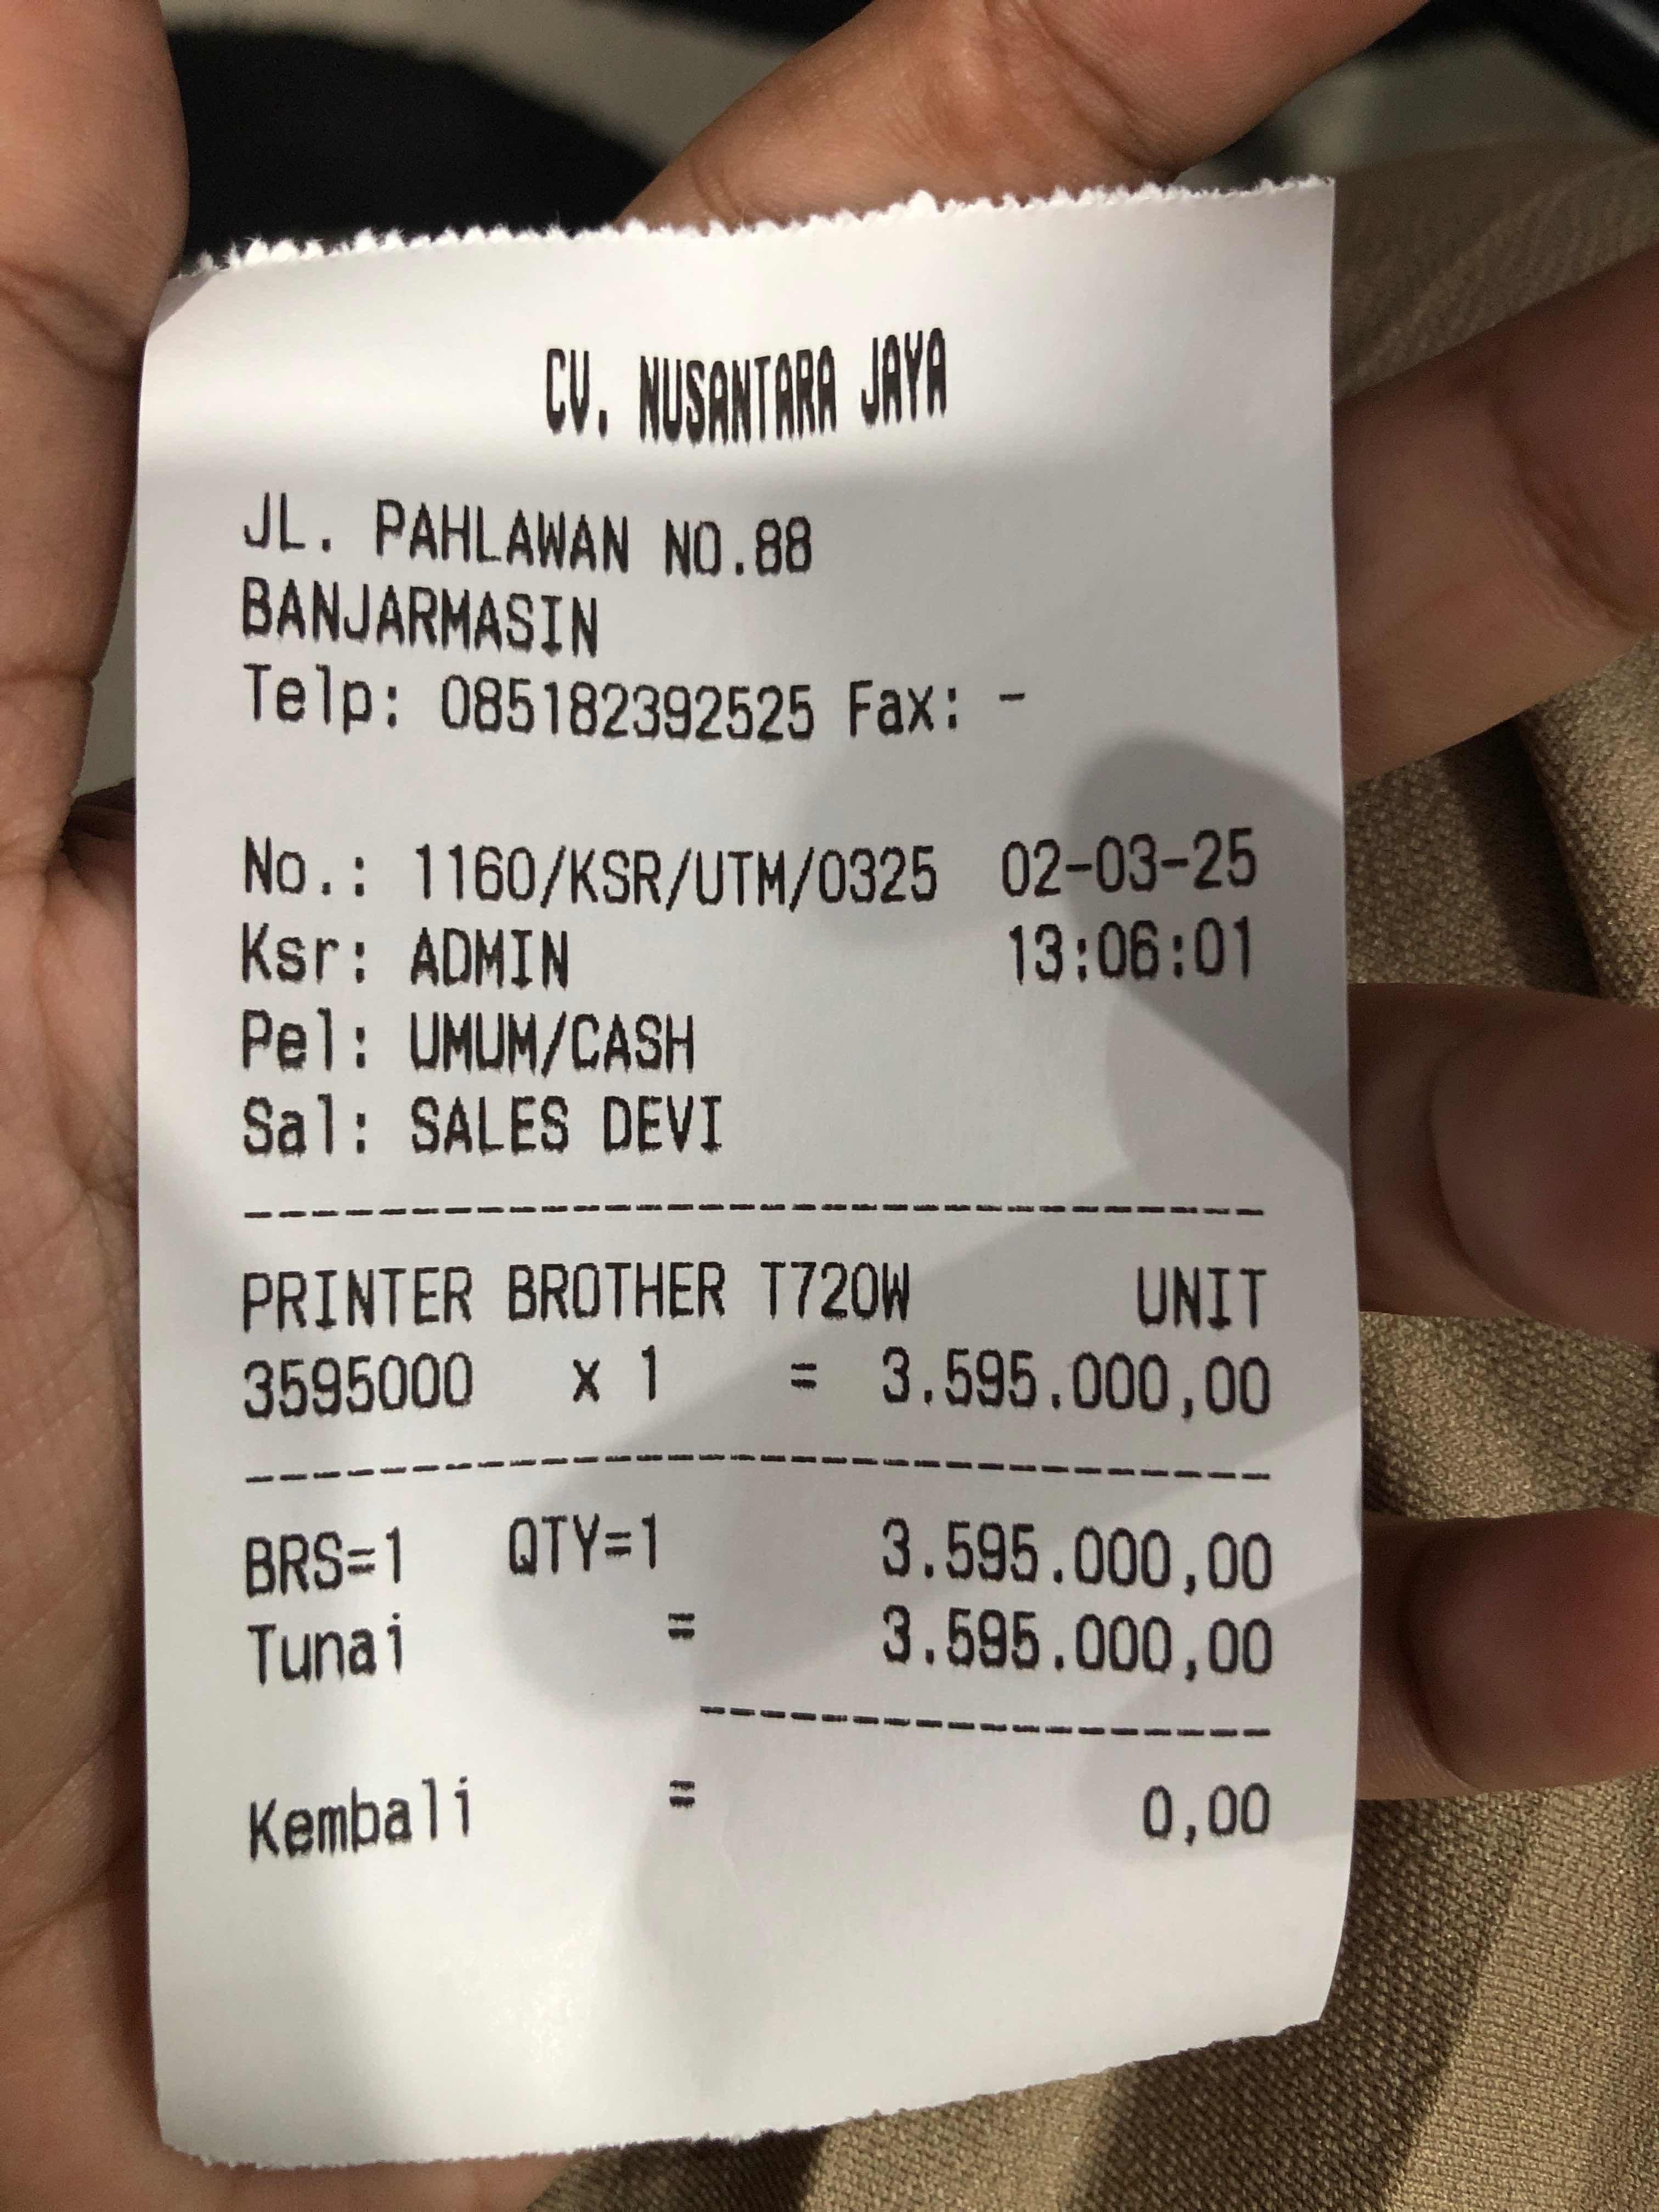 CV. NUSANTARA JAYA
JL. PAHLAWAN NO.88
BANJARMASIN
Telp: 085182392525 Fax: -
No.: 1160/KSR/UTM/0325 02-03-25
Ksr: ADMIN 13:06:01
Pel: UMUM/CASH
Sal: SALES DEVI
--------------------------------
PRINTER BROTHER T720W UNIT
3595000 x 1 = 3.595.000,00
--------------------------------
BRS=1 QTY=1 3.595.000,00
Tunai = 3.595.000,00
------------------
Kembali = 0,00